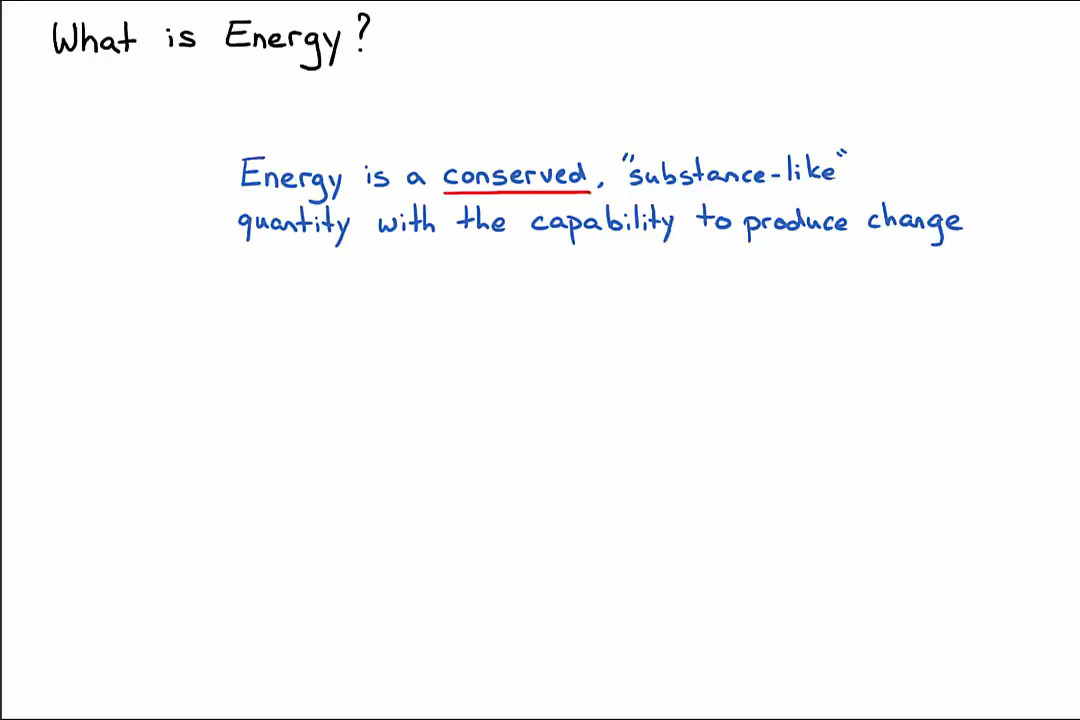 What is Energy?
Energy is a conserved, "substance-like"
quantity with the capability to produce change